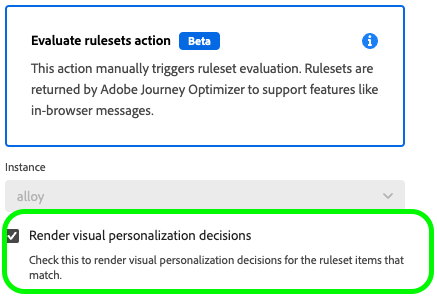 Evaluate rulesets action Beta
This action manually triggers ruleset evaluation. Rulesets are
returned by Adobe Journey Optimizer to support features like
in-browser messages.
Instance
alloy
Render visual personalization decisions
Check this to render visual personalization decisions for the ruleset items that
match.